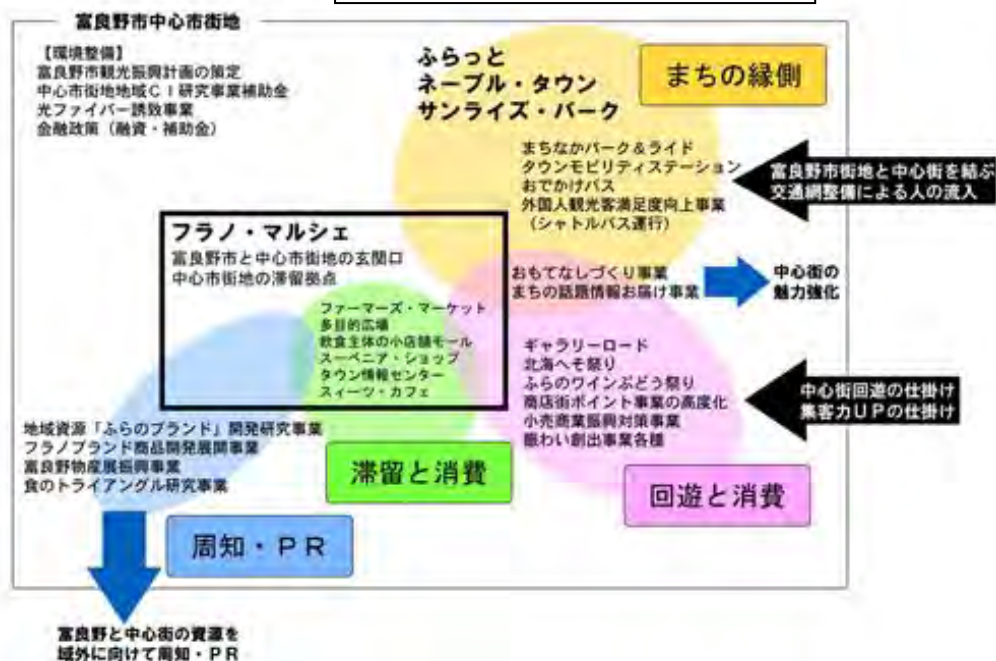 富良野市中心市街地
【環境整備】
富良野市観光振興計画の策定
中心市街地地域CI研究事業補助金
光ファイバー誘致事業
金融政策（融資・補助金）
ふらっと
ネーブル・タウン
サンライズ・パーク
まちの縁側
まちなかパーク＆ライド
タウンモビリティステーション
おでかけバス
外国人観光客満足度向上事業
（シャトルバス運行）
富良野市街地と中心街を結ぶ
交通網整備による人の流入
フラノ・マルシェ
富良野市と中心市街地の玄関口
中心市街地の滞留拠点
ファーマーズ・マーケット
多目的広場
飲食主体の小店舗モール
スーベニア・ショップ
タウン情報センター
スィーツ・カフェ
おもてなしづくり事業
まちの話題情報お届け事業
中心街の
魅力強化
ギャラリーロード
北海へそ祭り
ふらのワインぶどう祭り
商店街ポイント事業の高度化
小売商業振興対策事業
賑わい創出事業各種
中心街回遊の仕掛け
集客力UPの仕掛け
地域資源「ふらのブランド」開発研究事業
フラノブランド商品開発展開事業
富良野物産展振興事業
食のトライアングル研究事業
滞留と消費
回遊と消費
周知・PR
富良野と中心街の資源を
域外に向けて周知・PR